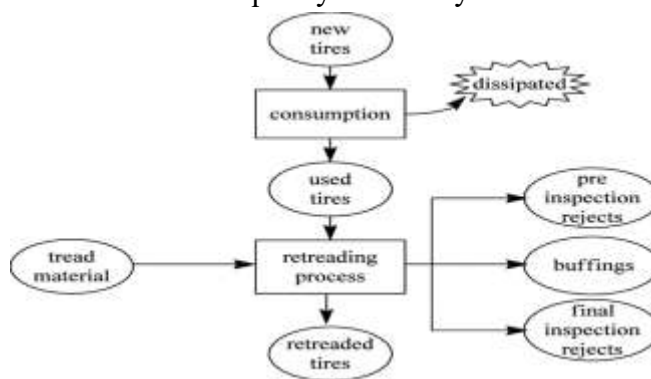 new
tires
dissipated
consumption
used
tires
pre
inspection
rejects
tread
material
retreading
process
buffings
final
inspection
rejects
retreaded
tires